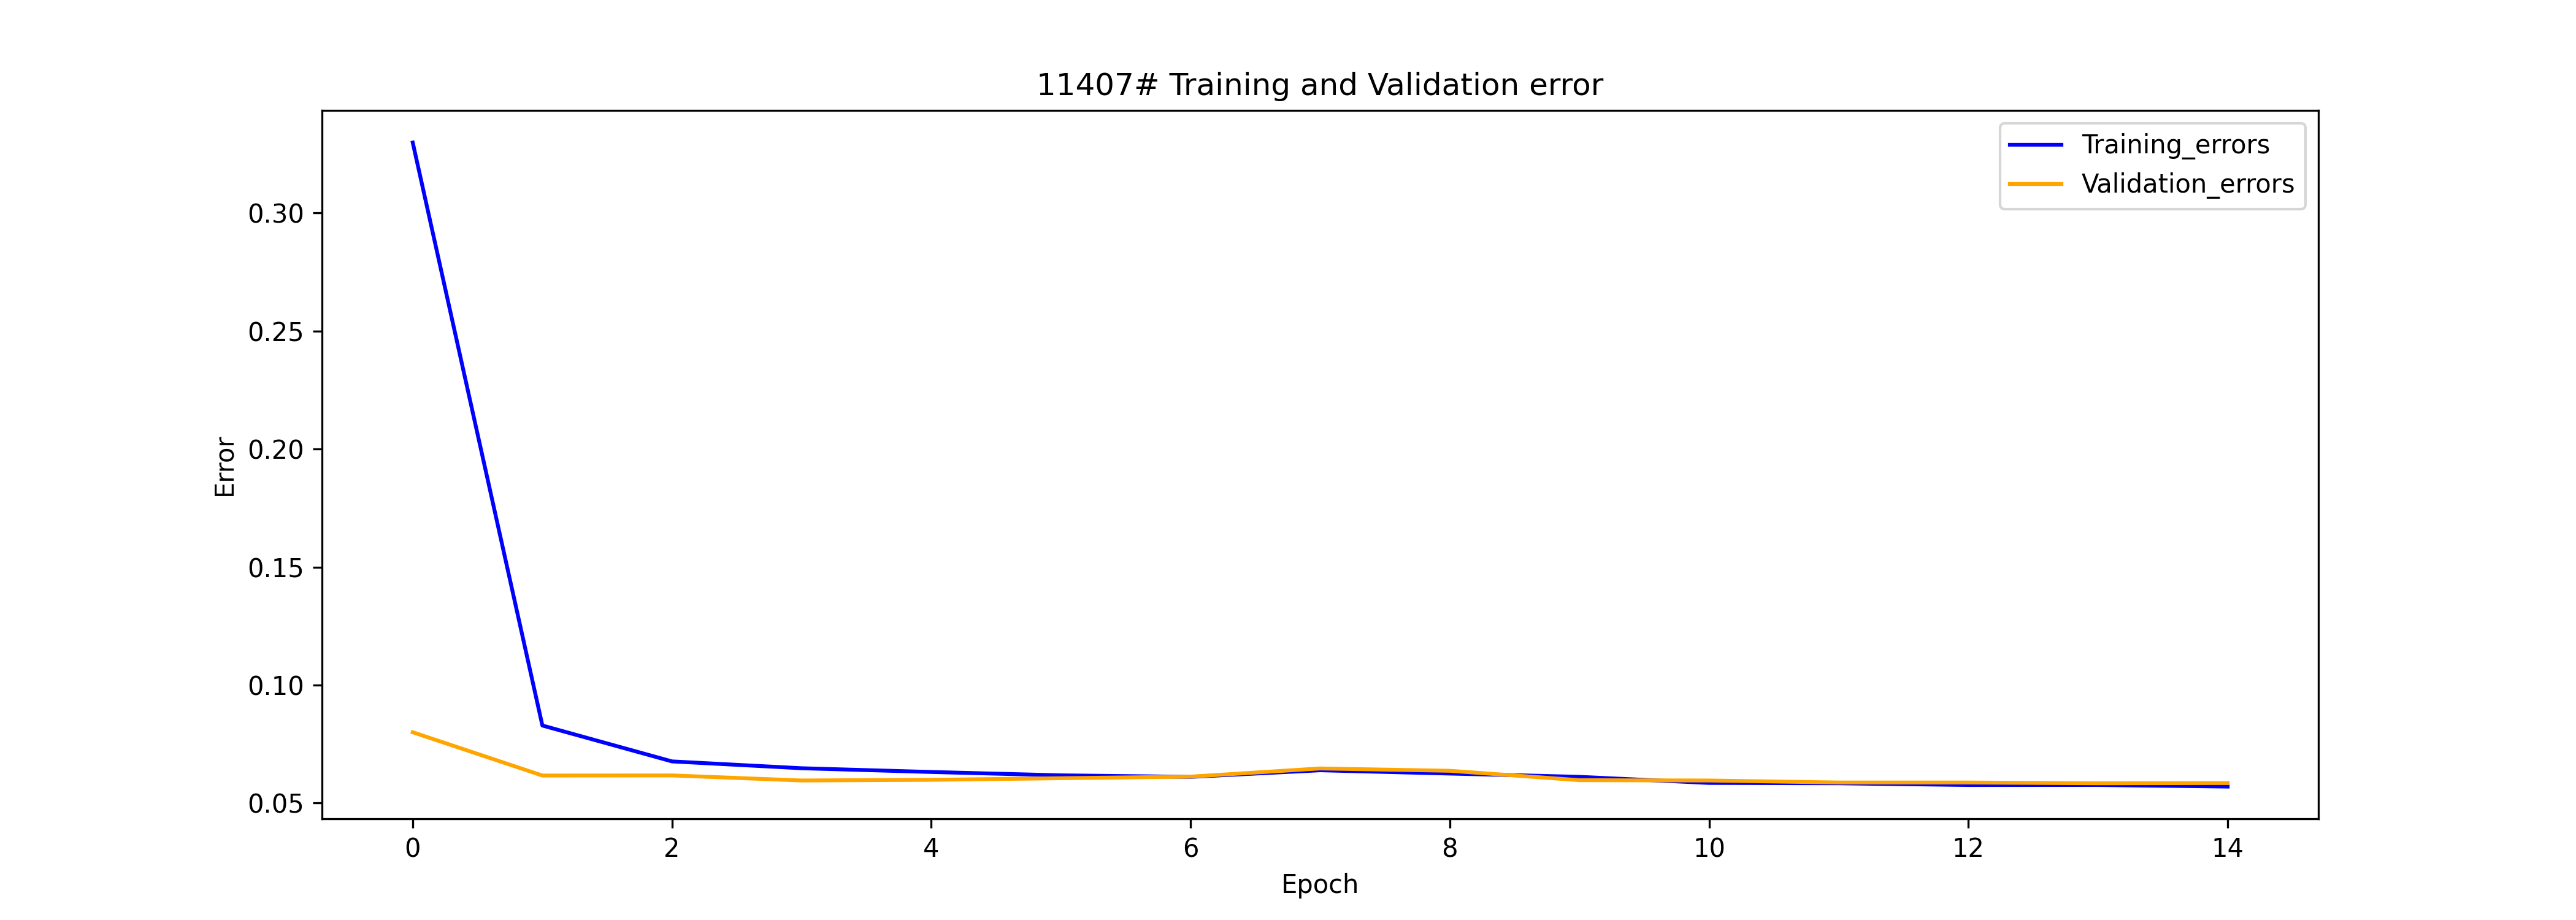 11407# Training and Validation error
Training_errors
Validation_errors
Error
0.30
0.25
0.20
0.15
0.10
0.05
0 2 4 6 8 10 12 14
Epoch